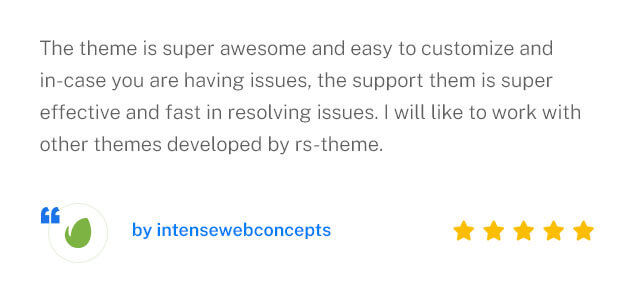 The theme is super awesome and easy to customize and
in-case you are having issues, the support them is super
effective and fast in resolving issues. I will like to work with
other themes developed by rs-theme.
by intensewebconcepts